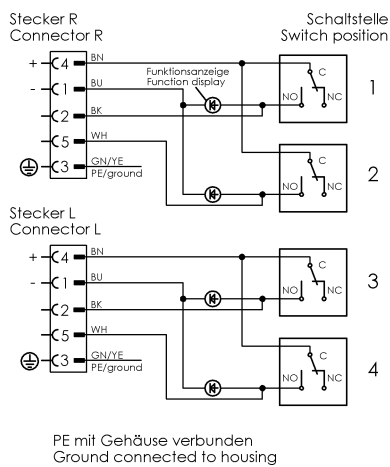 Stecker R
Connector R
Schaltstelle
Switch position
+ 4 BN
- 1 BU
2 BK
5 WH
3 GN/YE
PE/ground
Funktionsanzeige
Function display
C
NO NC
1
C
NO NC
2
Stecker L
Connector L
+ 4 BN
- 1 BU
2 BK
5 WH
3 GN/YE
PE/ground
C
NO NC
3
C
NO NC
4
PE mit Gehäuse verbunden
Ground connected to housing